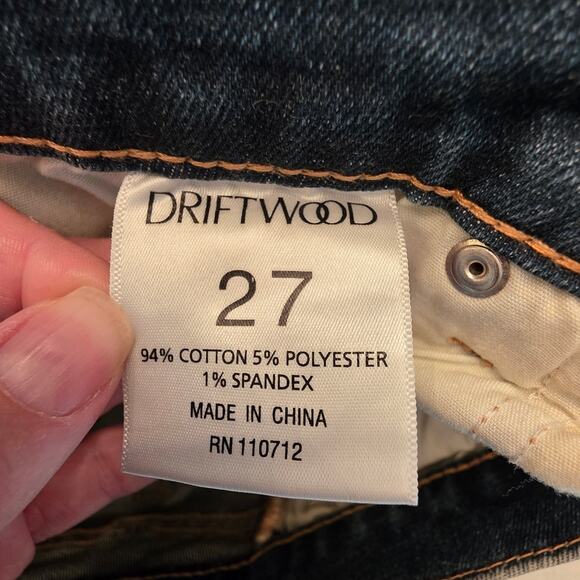 DRIFTWOOD
27
94% COTTON 5% POLYESTER
1% SPANDEX
MADE IN CHINA
RN 110712